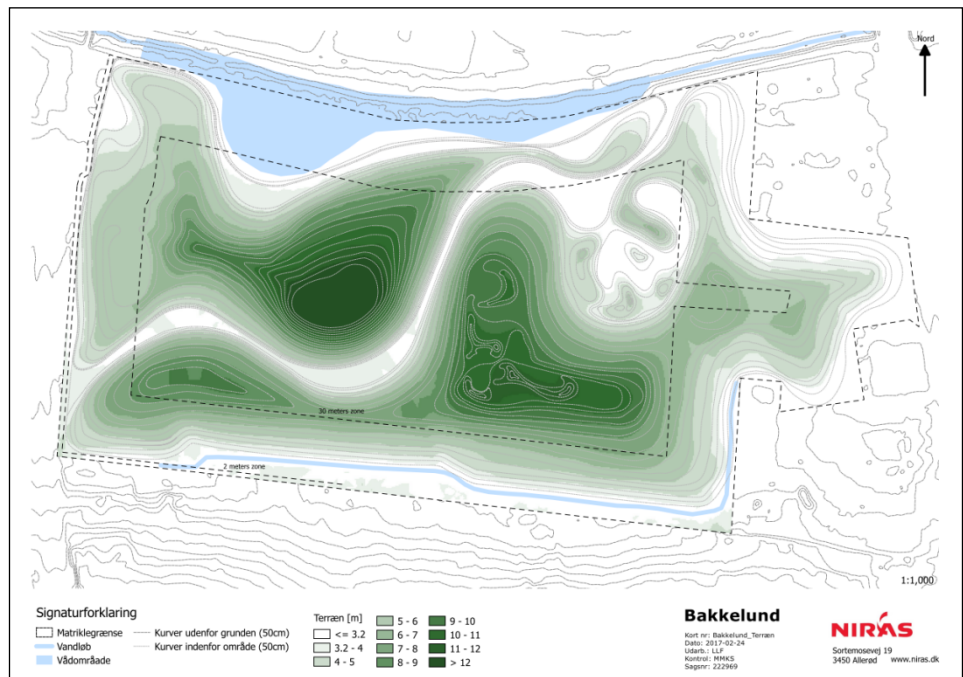 Nord
30 meters zone
2 meters zone
1:1,000
Signaturforklaring
Matriklegrænse
Vandløb
Vådområade
Kurver udenfor grunden (50cm)
Kurver indenfor område (50cm)
Terræn [m]
<= 3.2
3.2 - 4
4 - 5
5 - 6
6 - 7
7 - 8
8 - 9
9 - 10
10 - 11
11 - 12
> 12
Bakkelund
Kort nr: Bakkelund_Terræn
Dato: 2017-02-24
Udarb.: LLF
Kontrol: MMKS
Sagsnr: 222969
NIRAS
Sortemosevej 19
3450 Allerød www.niras.dk